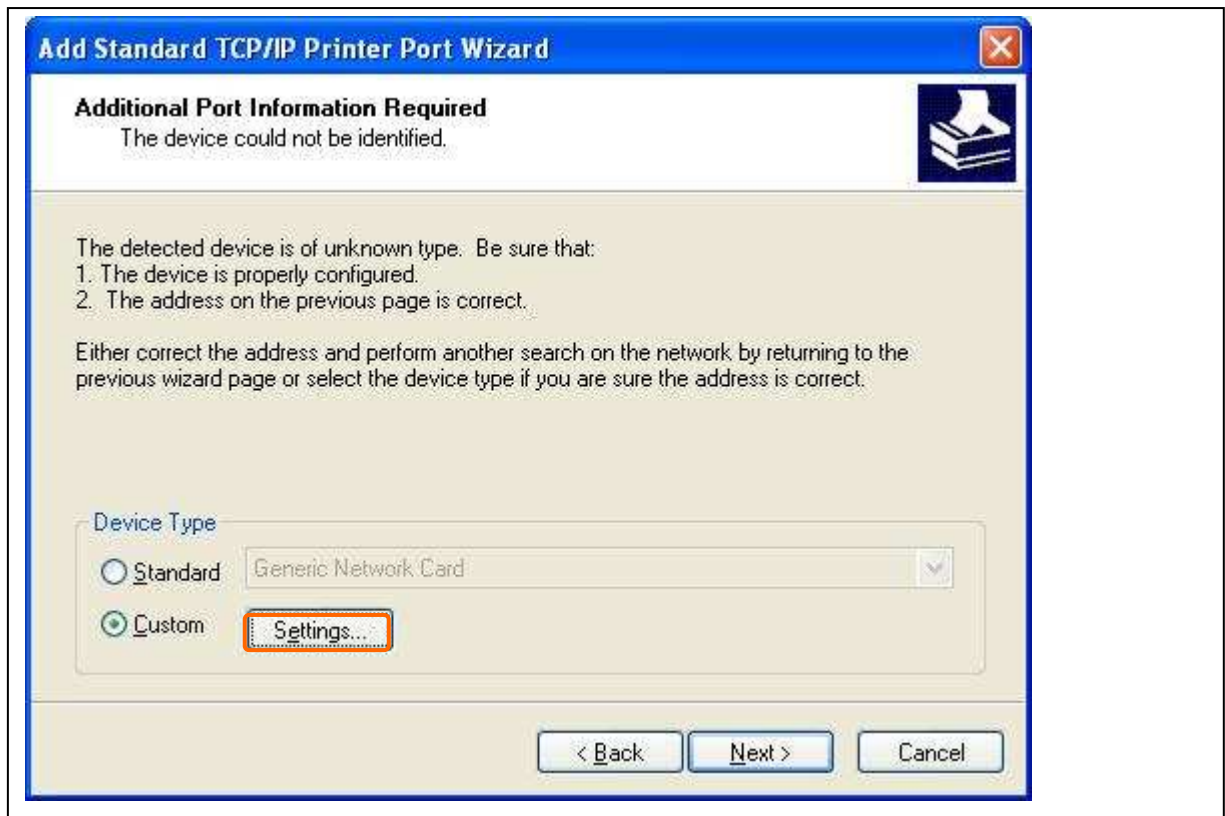 Add Standard TCP/IP Printer Port Wizard
Additional Port Information Required
The device could not be identified.
The detected device is of unknown type. Be sure that:
1. The device is properly configured.
2. The address on the previous page is correct.
Either correct the address and perform another search on the network by returning to the
previous wizard page or select the device type if you are sure the address is correct.
Device Type
Standard Generic Network Card
Custom Settings...
< Back Next > Cancel